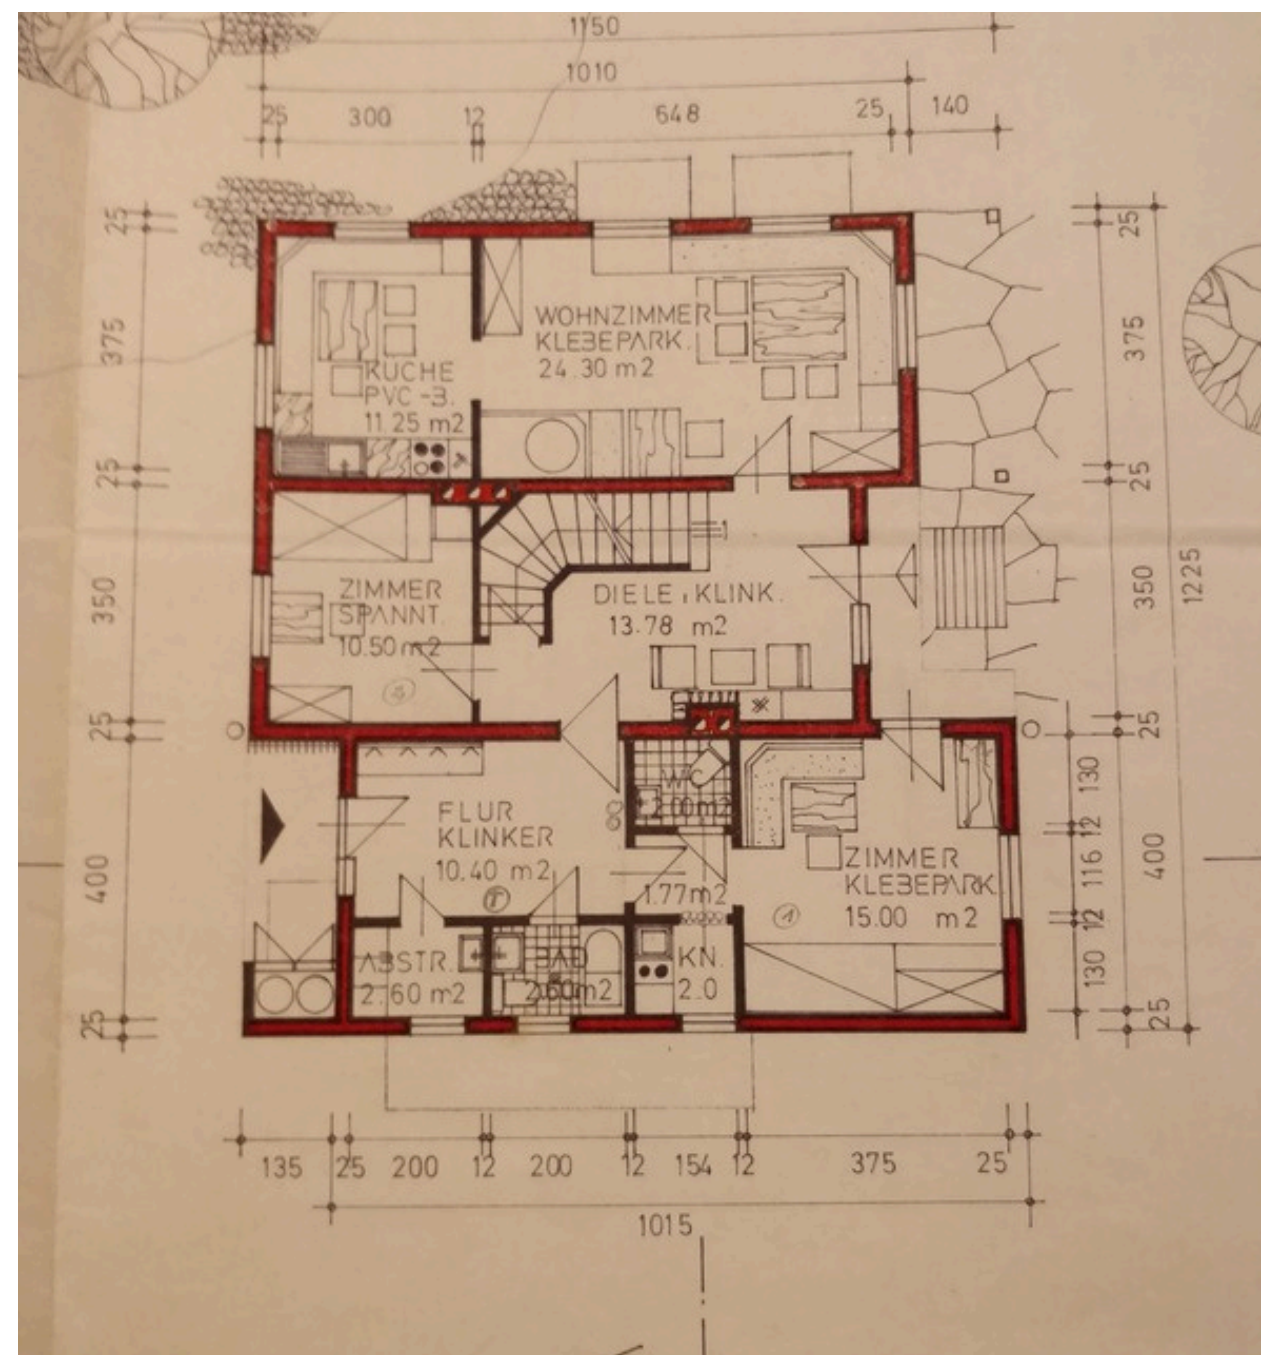 1150
1010
25 300 12 648 25 140
25
375
25
350
25
400
25
25
375
25
350
1225
25
130
12
116
12
130
400
25
WOHNZIMMER
KLEBEPARK.
24.30 m2
KÜCHE
PVC-B.
11.25 m2
ZIMMER
SPANNT.
10.50 m2
DIELE, KLINK.
13.78 m2
FLUR
KLINKER
10.40 m2
WC
2.00 m2
1.77 m2
ZIMMER
KLEBEPARK
15.00 m2
1
ABSTR.
2.60 m2
BAD
2.60 m2
KN.
2.0
135 25 200 12 200 12 154 12 375 25
1015